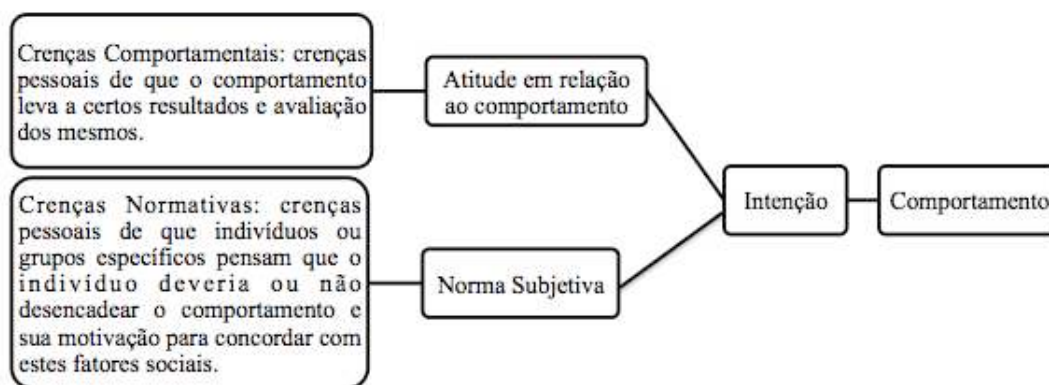 Crenças Comportamentais: crenças
pessoais de que o comportamento
leva a certos resultados e avaliação
dos mesmos.
Atitude em relação
ao comportamento
Crenças Normativas: crenças
pessoais de que indivíduos ou
grupos específicos pensam que o
indivíduo deveria ou não
desencadear o comportamento e
sua motivação para concordar com
estes fatores sociais.
Norma Subjetiva
Intenção
Comportamento